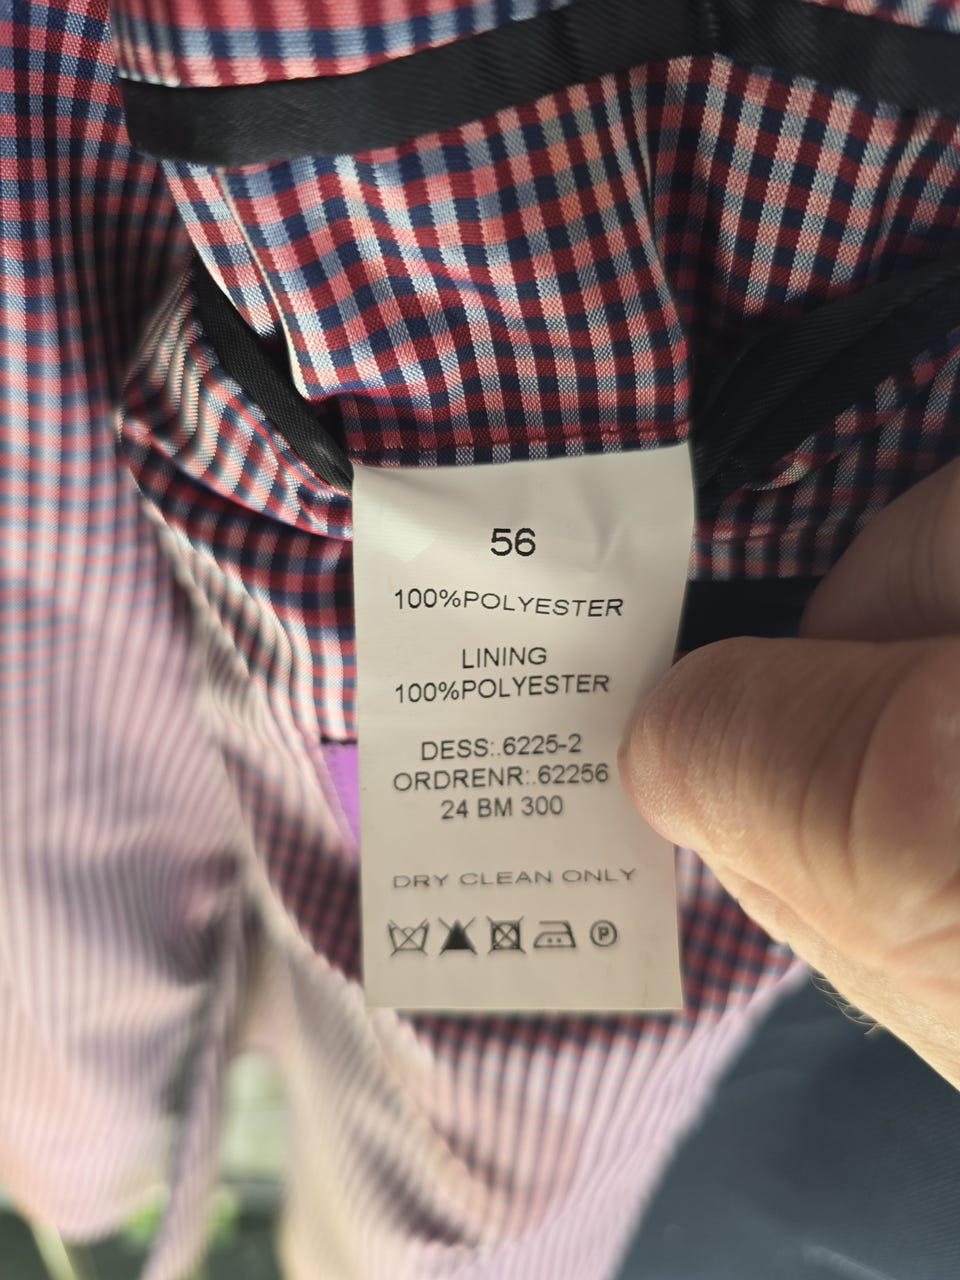 56
100%POLYESTER
LINING
100%POLYESTER
DESS:.6225-2
ORDRENR:.62256
24 BM 300
DRY CLEAN ONLY
P